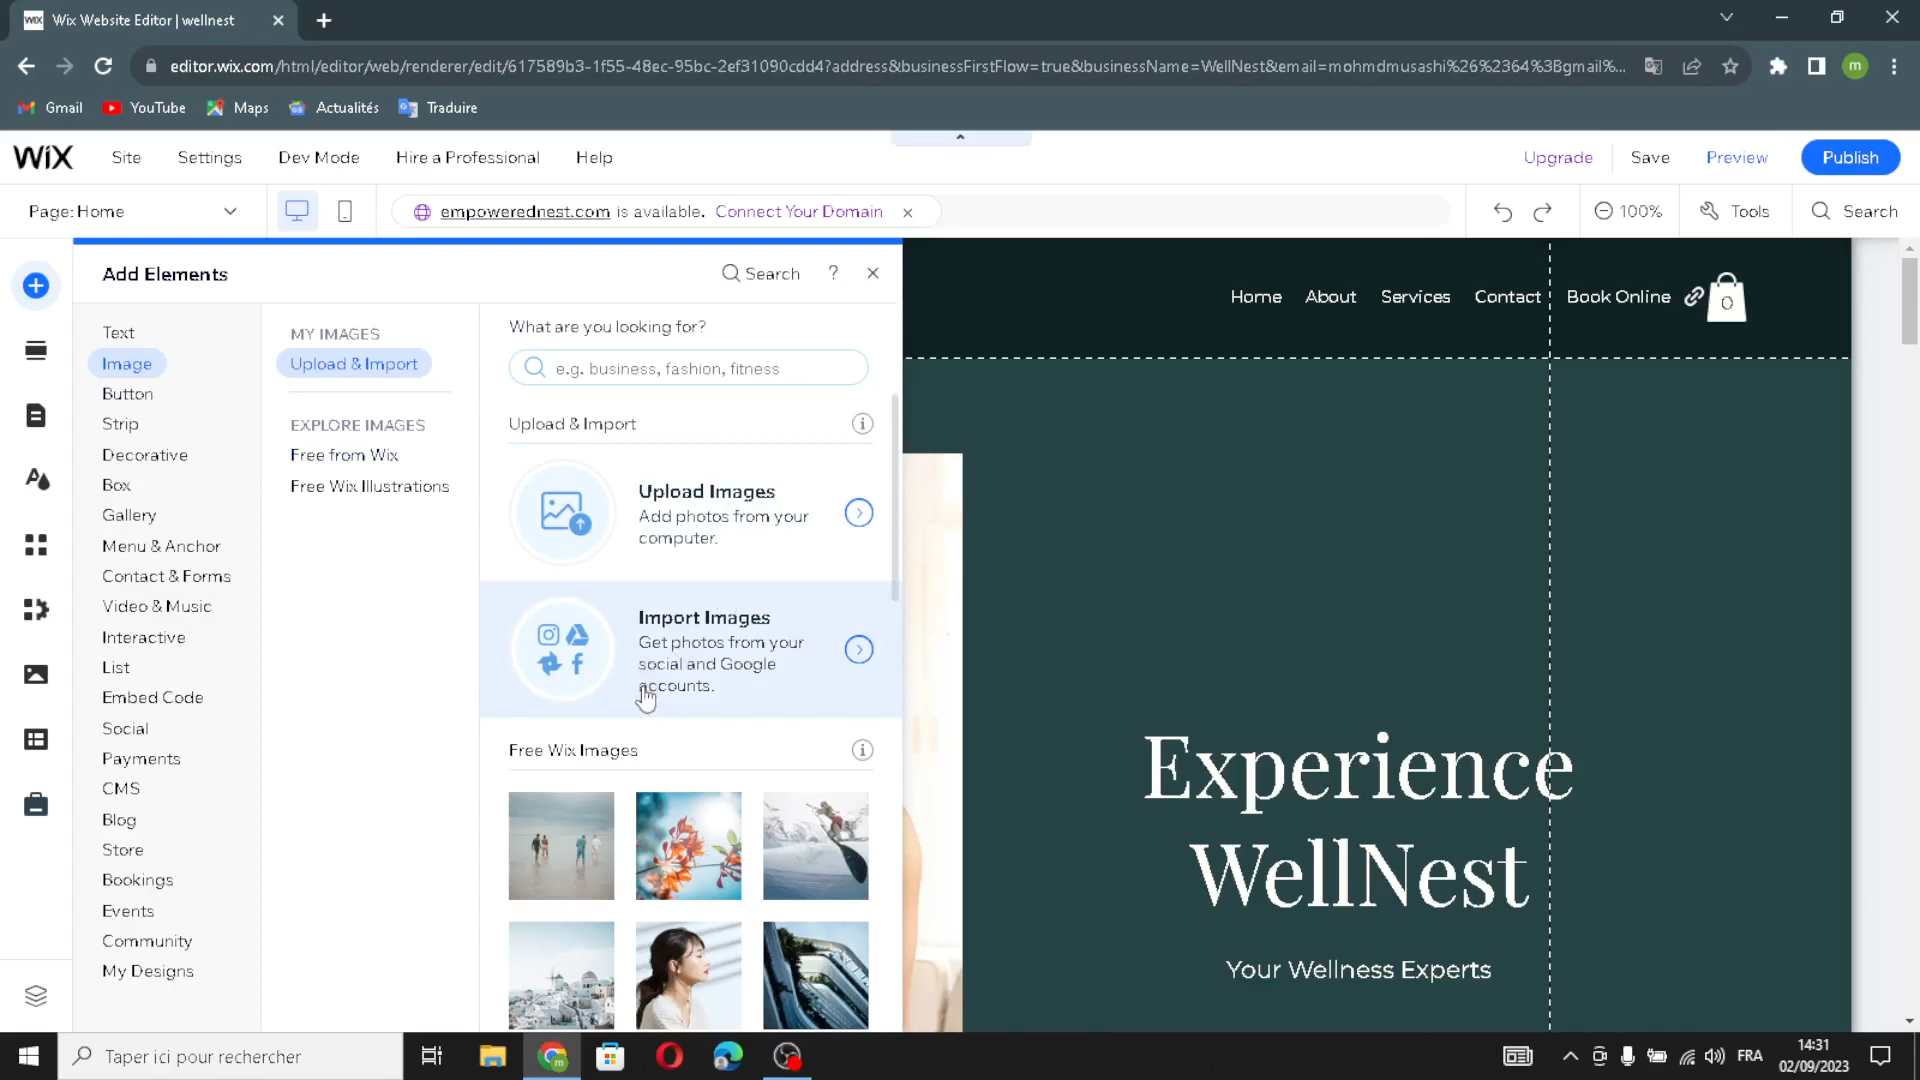 Wix Website Editor | wellnest
editor.wix.com/html/editor/web/renderer/edit/617589b3-1f55-48ec-95bc-2ef31090cdd4?address&businessFirstFlow=true&businessName=WellNest&email=mohmdmusashi%26%2364%3Bgmail%...
m
Gmail
YouTube
Maps
Actualités
Traduire
WiX
Site
Settings
Dev Mode
Hire a Professional
Help
Upgrade
Save
Preview
Publish
Page: Home
empowerednest.com is available. Connect Your Domain
100%
Tools
Search
Add Elements
Search
?
Text
Image
Button
Strip
Decorative
Box
Gallery
Menu & Anchor
Contact & Forms
Video & Music
Interactive
List
Embed Code
Social
Payments
CMS
Blog
Store
Bookings
Events
Community
My Designs
MY IMAGES
Upload & Import
EXPLORE IMAGES
Free from Wix
Free Wix Illustrations
What are you looking for?
e.g. business, fashion, fitness
Upload & Import
Upload Images
Add photos from your
computer.
Import Images
Get photos from your
social and Google
accounts.
Free Wix Images
Home
About
Services
Contact
Book Online
0
Experience
WellNest
Your Wellness Experts
Taper ici pour rechercher
FRA
14:31
02/09/2023